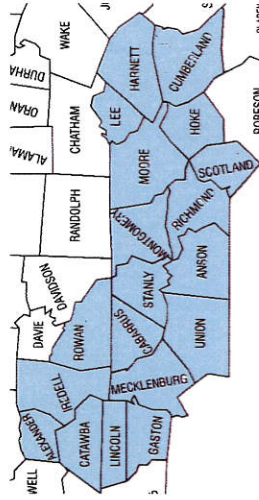 WAKE
DURHA
ORAN
ALAMA
CHATHAM
RANDOLPH
DAVIDSON
DAVIE
ROWAN
IREDELL
ALEXANDER
WELL
CATAWBA
LINCOLN
GASTON
MECKLENBURG
CABARRUS
STANLY
UNION
ANSON
MONTGOMERY
RICHMOND
MOORE
LEE
HARNETT
CUMBERLAND
HOKE
SCOTLAND
ROBESON